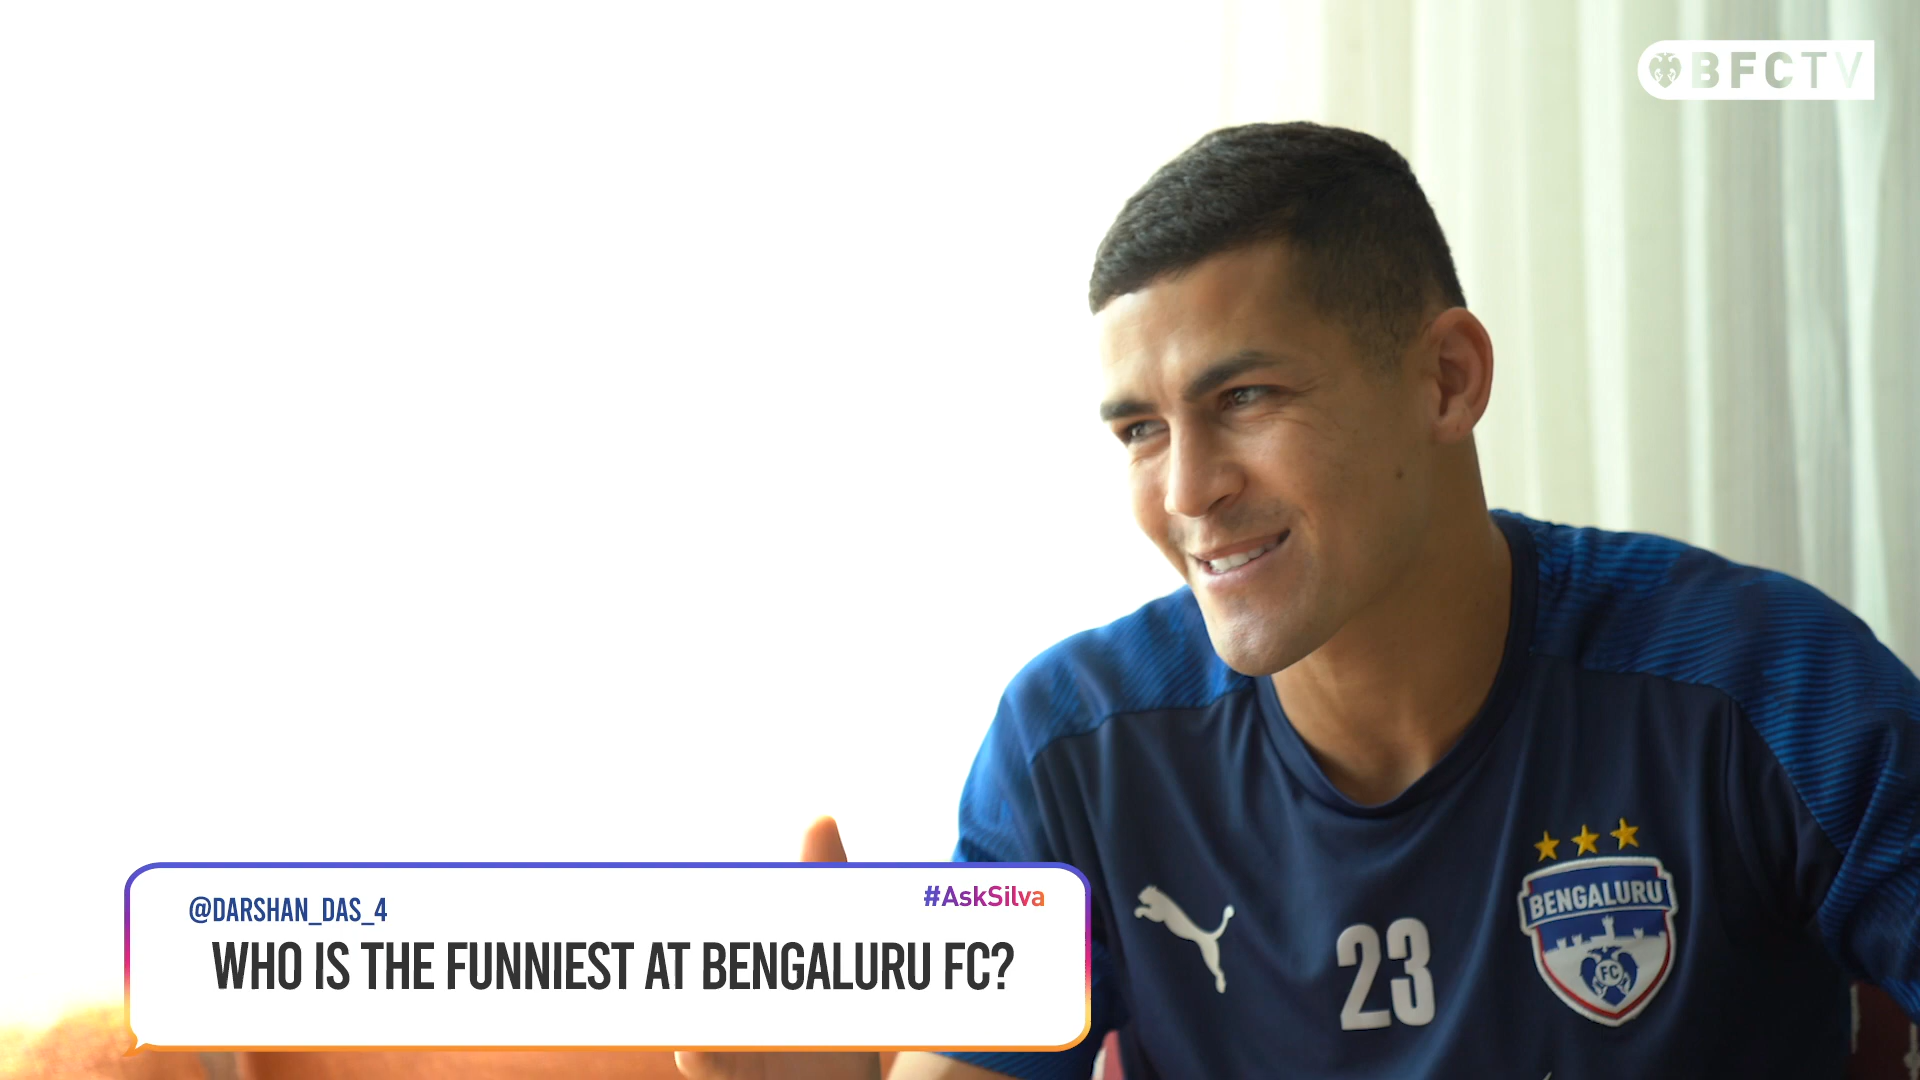 BFCTV
@DARSHAN_DAS_4
#AskSilva
WHO IS THE FUNNIEST AT BENGALURU FC?
23
BENGALURU
FC